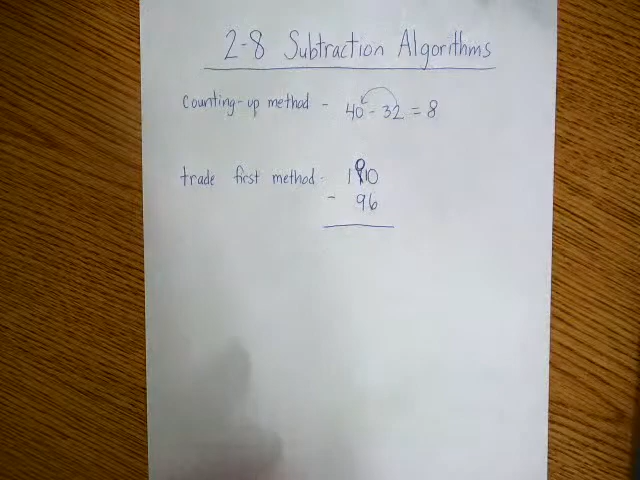 2-8 Subtraction Algorithms
Counting-up method - 40 - 32 = 8
trade first method - 110
- 96